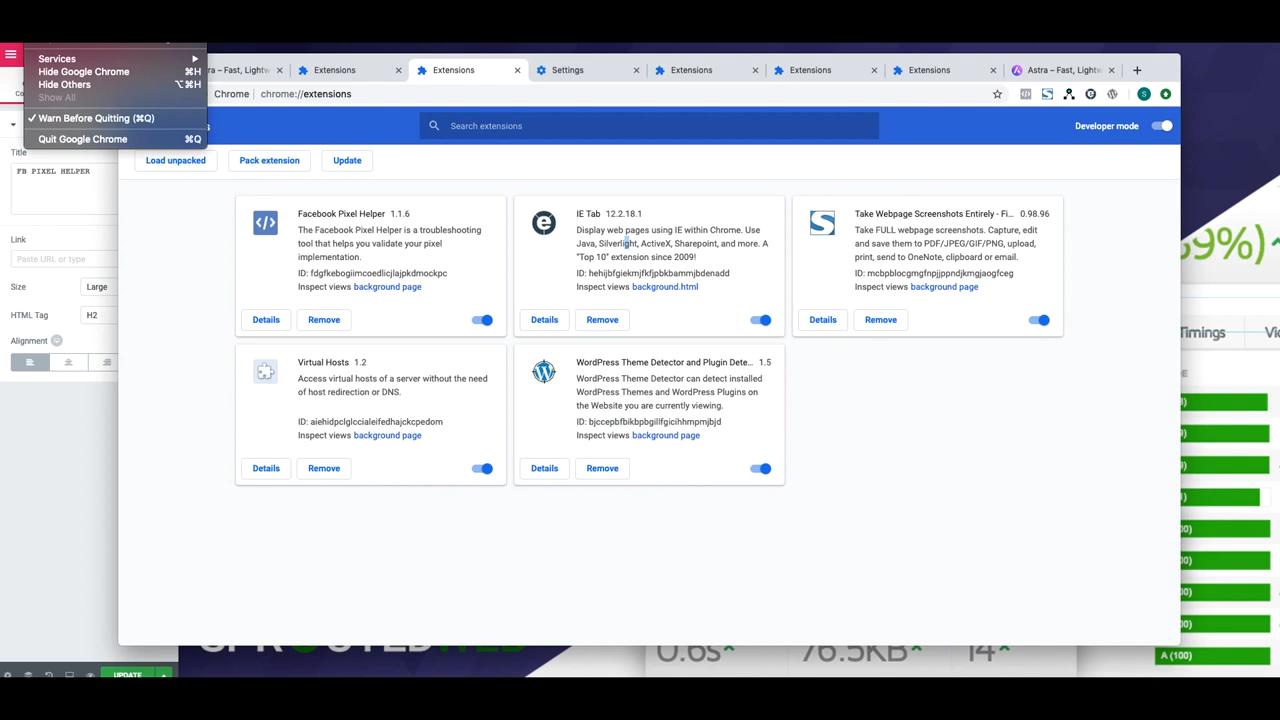 Services
Hide Google Chrome ⌘H
Hide Others ⌥⌘H
Show All
✓ Warn Before Quitting (⌘Q)
Quit Google Chrome ⌘Q
ra – Fast, Lightw
Extensions
Extensions
Settings
Extensions
Extensions
Extensions
Astra – Fast, Lightw
Chrome | chrome://extensions
Search extensions
Developer mode
Load unpacked
Pack extension
Update
Title
FB PIXEL HELPER
Link
Paste URL or type
Size Large
HTML Tag H2
Alignment
UPDATE
Facebook Pixel Helper 1.1.6
The Facebook Pixel Helper is a troubleshooting
tool that helps you validate your pixel
implementation.
ID: fdgfkebogiimcoedlicjlajpkdmockpc
Inspect views background page
Details Remove
IE Tab 12.2.18.1
Display web pages using IE within Chrome. Use
Java, Silverlight, ActiveX, Sharepoint, and more. A
"Top 10" extension since 2009!
ID: hehijbfgiekmjfkfjpbkbammjbdenadd
Inspect views background.html
Details Remove
Take Webpage Screenshots Entirely - Fi... 0.98.96
Take FULL webpage screenshots. Capture, edit
and save them to PDF/JPEG/GIF/PNG, upload,
print, send to OneNote, clipboard or email.
ID: mcbpblocgmgfnpjjppndjkmgjaogfceg
Inspect views background page
Details Remove
Virtual Hosts 1.2
Access virtual hosts of a server without the need
of host redirection or DNS.
ID: aiehidpclglccialeifedhajckcpedom
Inspect views background page
Details Remove
WordPress Theme Detector and Plugin Dete... 1.5
WordPress Theme Detector can detect installed
WordPress Themes and WordPress Plugins on
the Website you are currently viewing.
ID: bjccepbfbikbpbgillfgicihhmpmjbjd
Inspect views background page
Details Remove
9%)
Timings
0.6s
76.5KB
14
A (100)